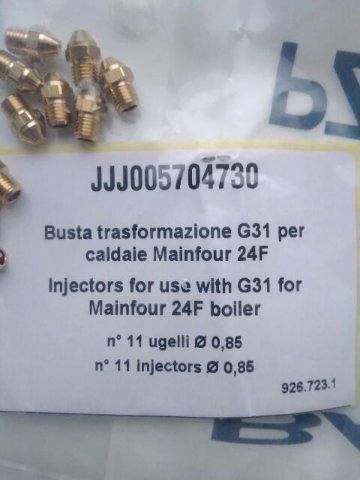 JJJ005704730
Busta trasformazione G31 per
caldaie Mainfour 24F
Injectors for use with G31 for
Mainfour 24F boiler
n° 11 ugelli Ø 0,85
n° 11 injectors Ø 0,85
926.723.1